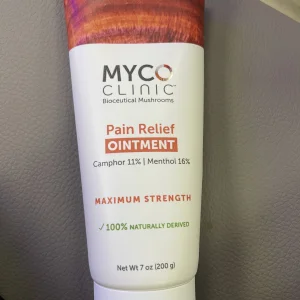 MYCO
CLINIC™
Bioceutical Mushrooms
Pain Relief
OINTMENT
Camphor 11% | Menthol 16%
MAXIMUM STRENGTH
✓100% NATURALLY DERIVED
Net Wt 7 oz (200 g)